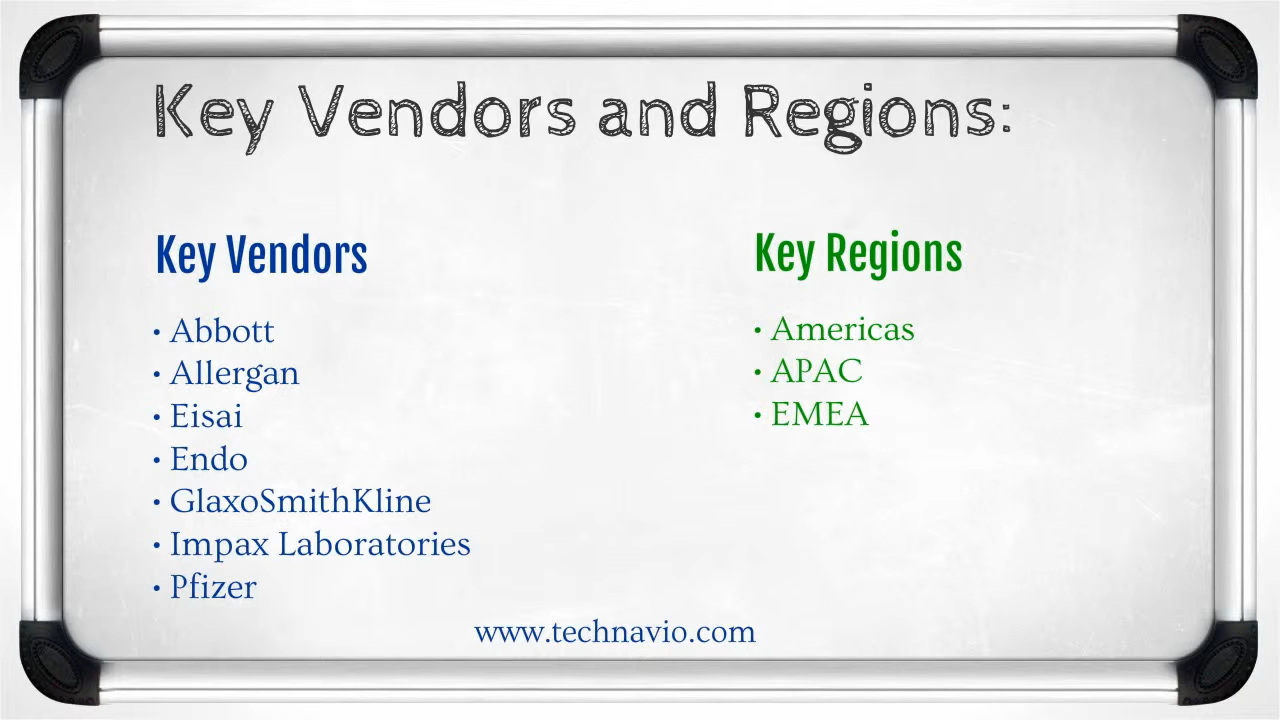 Key Vendors and Regions:
Key Vendors
• Abbott
• Allergan
• Eisai
• Endo
• GlaxoSmithKline
• Impax Laboratories
• Pfizer
Key Regions
• Americas
• APAC
• EMEA
www.technavio.com